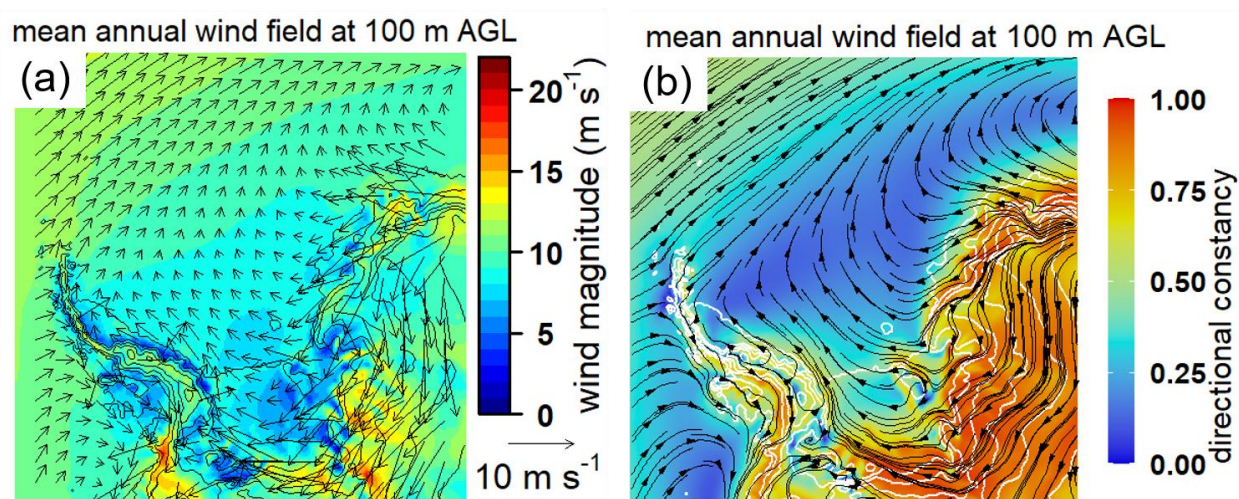 mean annual wind field at 100 m AGL
(a)
20
15
10
5
0
wind magnitude (m s⁻¹)
10 m s⁻¹
mean annual wind field at 100 m AGL
(b)
1.00
0.75
0.50
0.25
0.00
directional constancy